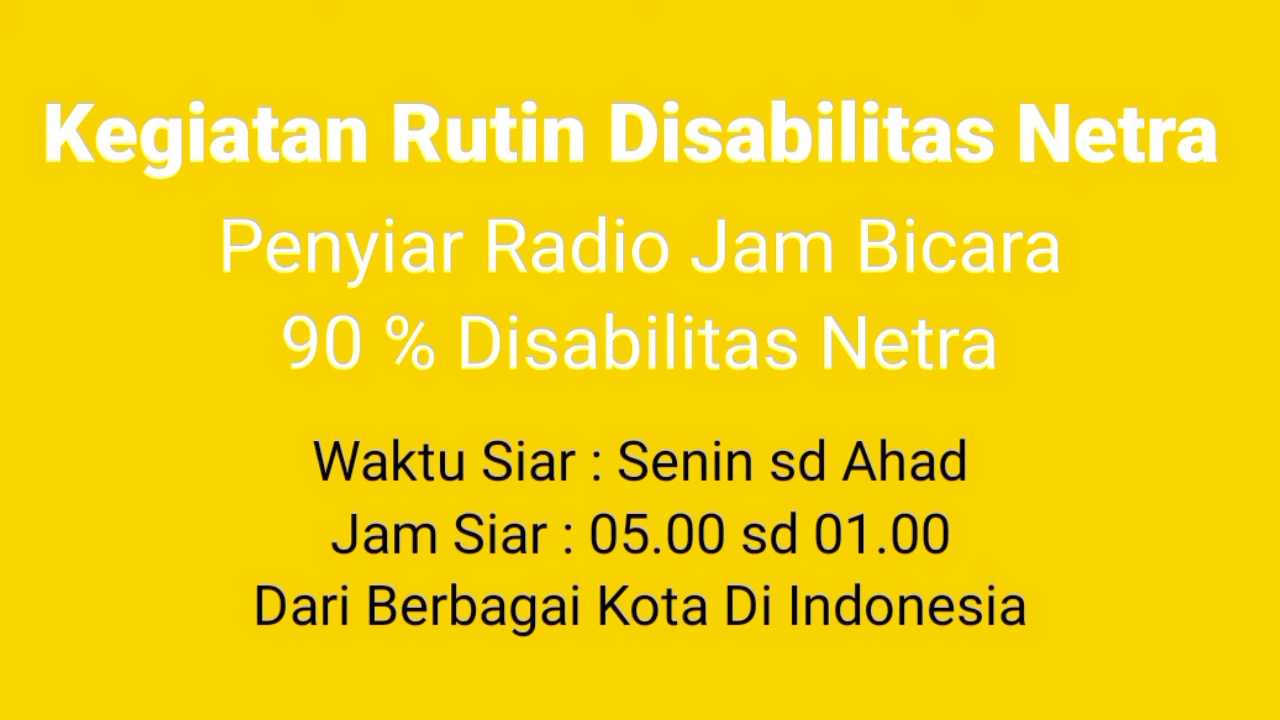 Kegiatan Rutin Disabilitas Netra
Penyiar Radio Jam Bicara
90 % Disabilitas Netra
Waktu Siar : Senin sd Ahad
Jam Siar : 05.00 sd 01.00
Dari Berbagai Kota Di Indonesia